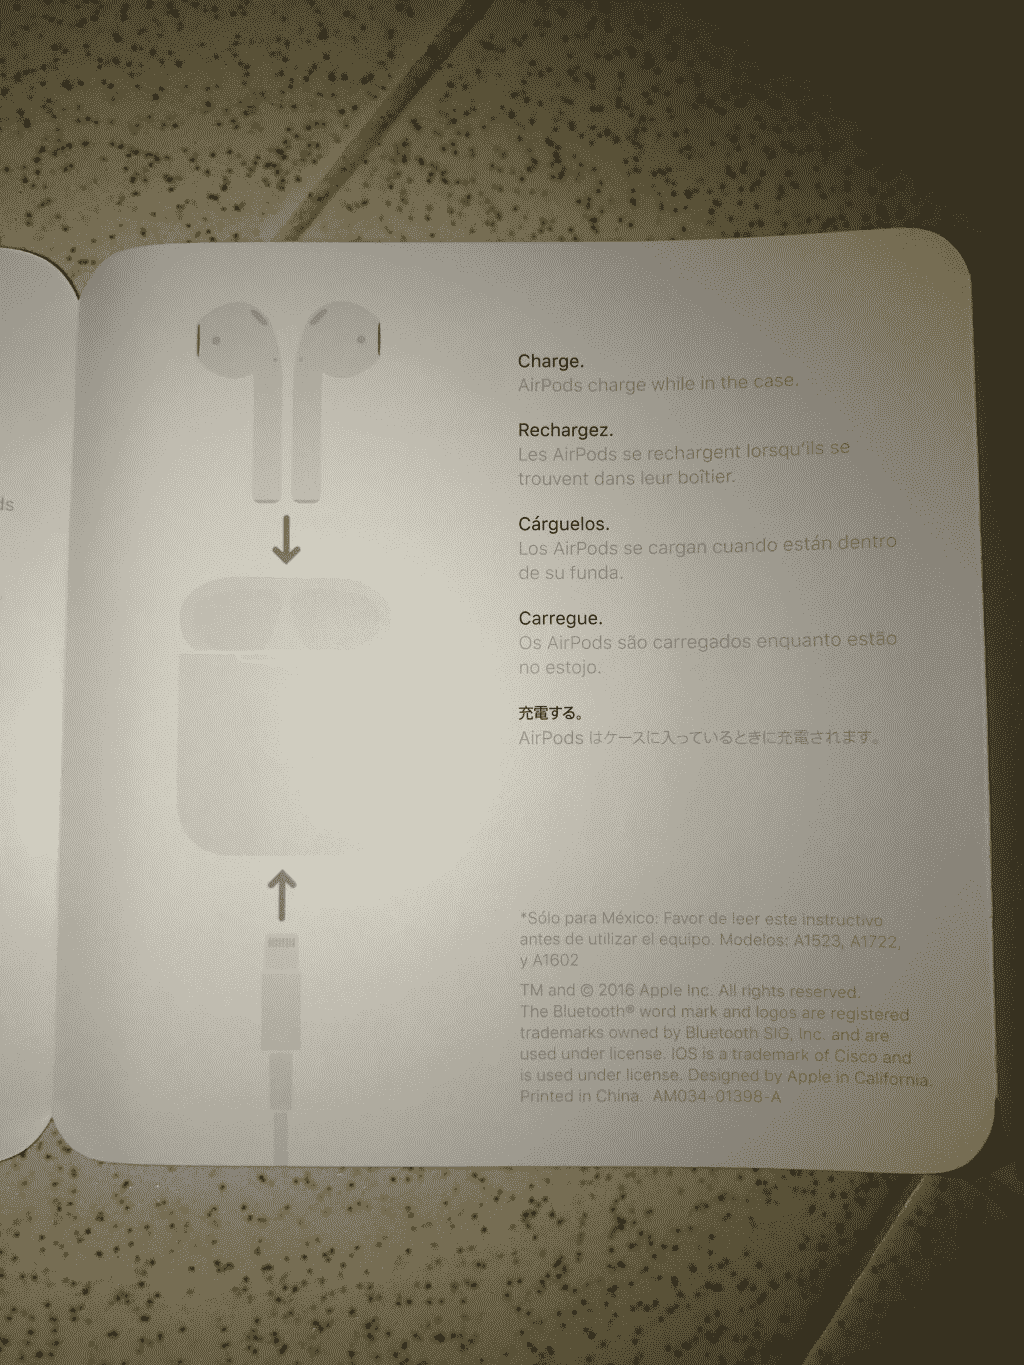 ds
Charge.
AirPods charge while in the case.
Rechargez.
Les AirPods se rechargent lorsqu'ils se
trouvent dans leur boîtier.
Cárguelos.
Los AirPods se cargan cuando están dentro
de su funda.
Carregue.
Os AirPods são carregados enquanto estão
no estojo.
充電する。
AirPods はケースに入っているときに充電されます。
*Sólo para México: Favor de leer este instructivo
antes de utilizar el equipo. Modelos: A1523, A1722,
y A1602
TM and © 2016 Apple Inc. All rights reserved.
The Bluetooth® word mark and logos are registered
trademarks owned by Bluetooth SIG, Inc. and are
used under license. IOS is a trademark of Cisco and
is used under license. Designed by Apple in California.
Printed in China. AM034-01398-A